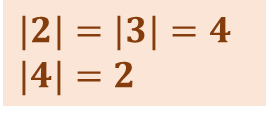 |2| = |3| = 4
|4| = 2